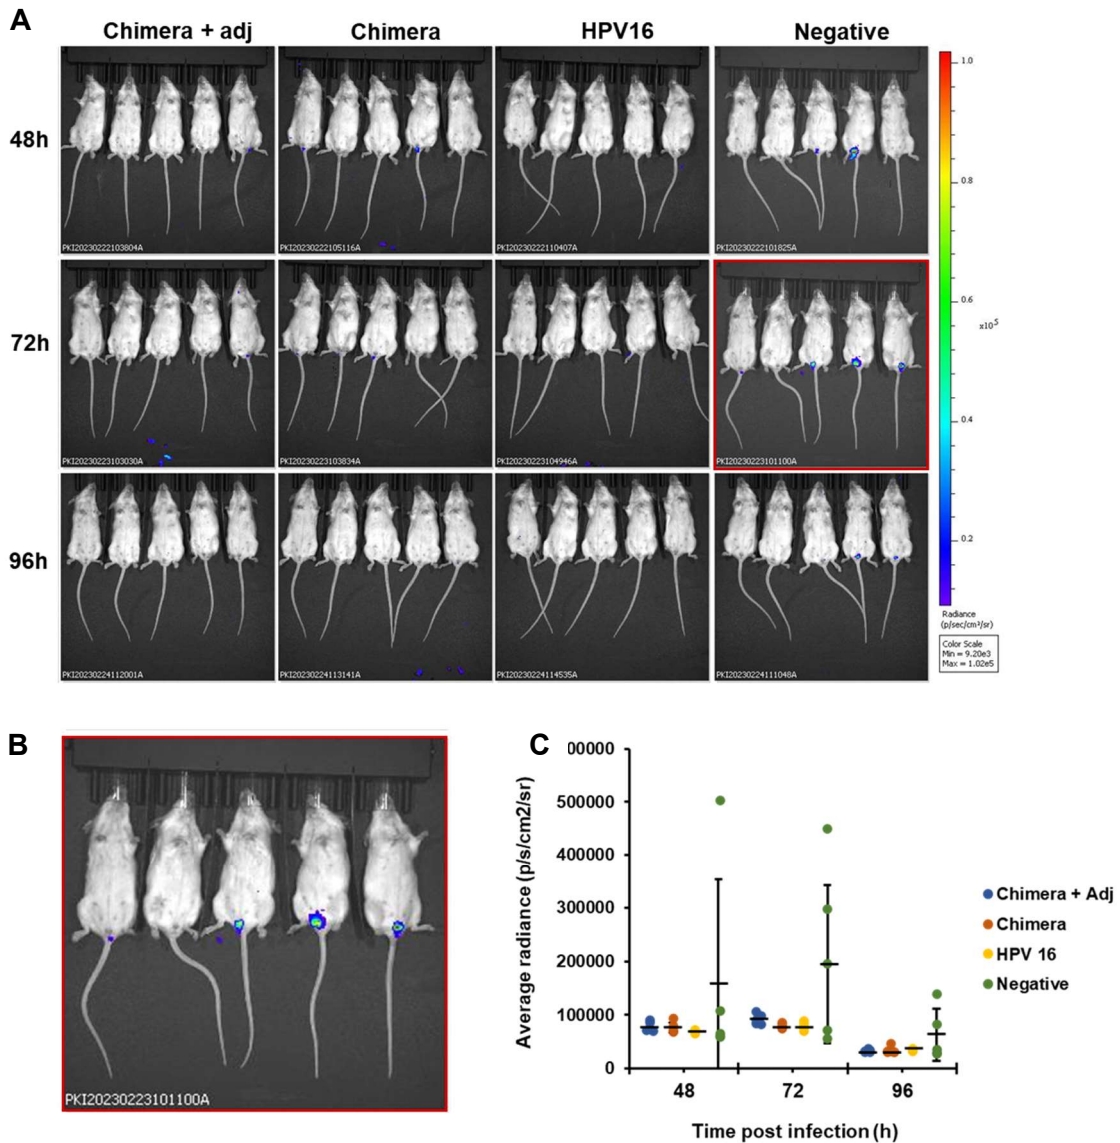 A
Chimera + adj
Chimera
HPV16
Negative
48h
PKI20230222103804A
PKI20230222105116A
PKI20230222110407A
PKI20230222101825A
72h
PKI20230223103030A
PKI20230223103834A
PKI20230223104946A
PKI20230223101100A
96h
PKI20230224112001A
PKI20230224113141A
PKI20230224114535A
PKI20230224111048A
1.0
0.8
0.6
x10⁵
0.4
0.2
Radiance
(p/sec/cm²/sr)
Color Scale
Min = 9.20e3
Max = 1.02e5
B
PKI20230223101100A
C
Average radiance (p/s/cm2/sr)
00000
500000
400000
300000
200000
100000
0
48
72
96
Time post infection (h)
Chimera + Adj
Chimera
HPV 16
Negative